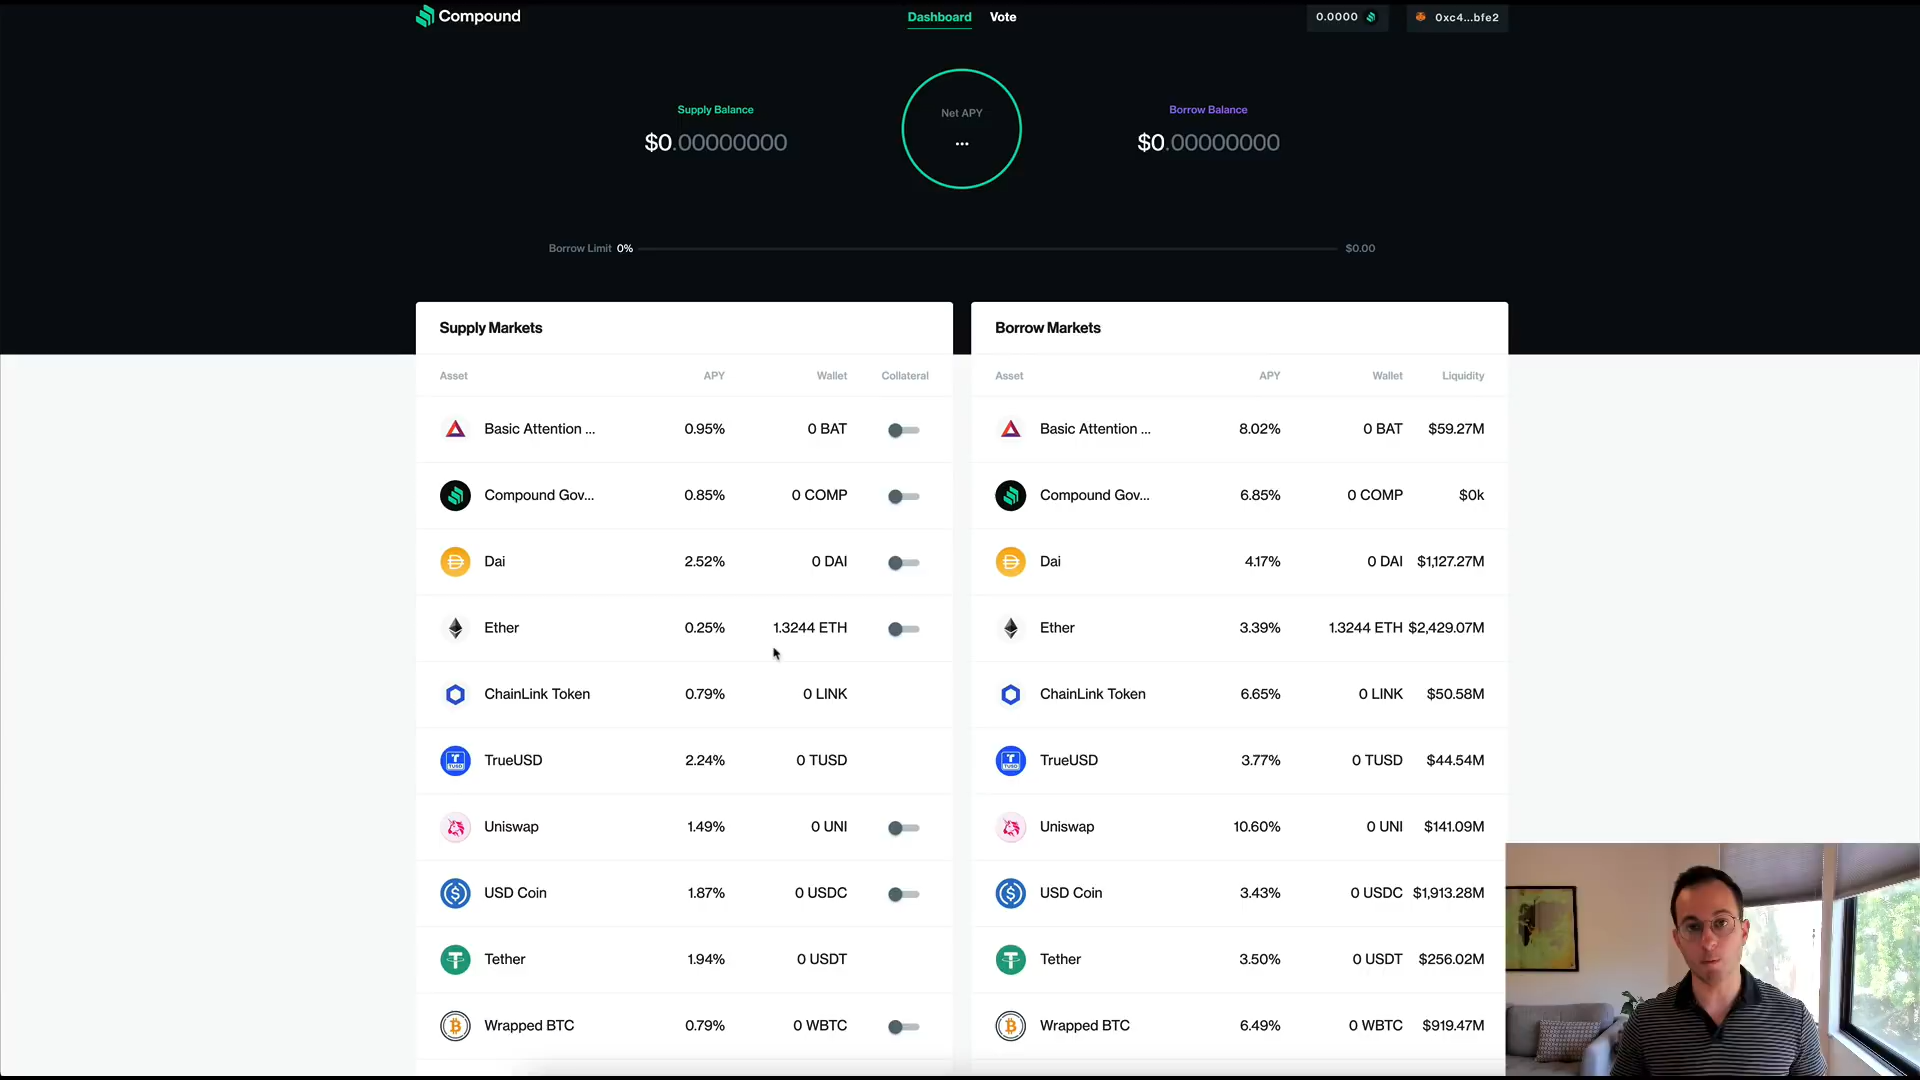 Compound
Dashboard Vote
0.0000
0xc4...bfe2
Supply Balance
$0.00000000
Net APY
...
Borrow Balance
$0.00000000
Borrow Limit 0%
$0.00
Supply Markets
Asset APY Wallet Collateral
Basic Attention ... 0.95% 0 BAT
Compound Gov... 0.85% 0 COMP
Dai 2.52% 0 DAI
Ether 0.25% 1.3244 ETH
ChainLink Token 0.79% 0 LINK
TrueUSD 2.24% 0 TUSD
Uniswap 1.49% 0 UNI
USD Coin 1.87% 0 USDC
Tether 1.94% 0 USDT
Wrapped BTC 0.79% 0 WBTC
Borrow Markets
Asset APY Wallet Liquidity
Basic Attention ... 8.02% 0 BAT $59.27M
Compound Gov... 6.85% 0 COMP $0k
Dai 4.17% 0 DAI $1,127.27M
Ether 3.39% 1.3244 ETH $2,429.07M
ChainLink Token 6.65% 0 LINK $50.58M
TrueUSD 3.77% 0 TUSD $44.54M
Uniswap 10.60% 0 UNI $141.09M
USD Coin 3.43% 0 USDC $1,913.28M
Tether 3.50% 0 USDT $256.02M
Wrapped BTC 6.49% 0 WBTC $919.47M